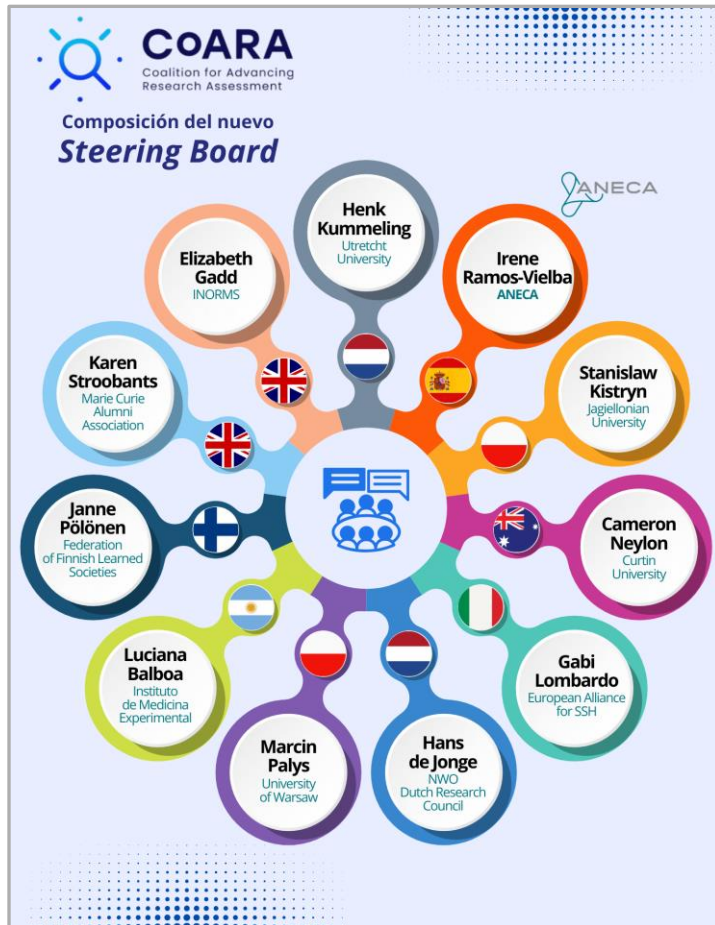 CoARA
Coalition for Advancing
Research Assessment
Composición del nuevo
Steering Board
ANECA
Henk
Kummeling
Utretcht
University
Irene
Ramos-Vielba
ANECA
Stanislaw
Kistryn
Jagiellonian
University
Cameron
Neylon
Curtin
University
Gabi
Lombardo
European Alliance
for SSH
Hans
de Jonge
NWO
Dutch Research
Council
Marcin
Palys
University
of Warsaw
Luciana
Balboa
Instituto
de Medicina
Experimental
Janne
Pölönen
Federation
of Finnish Learned
Societies
Karen
Stroobants
Marie Curie
Alumni
Association
Elizabeth
Gadd
INORMS